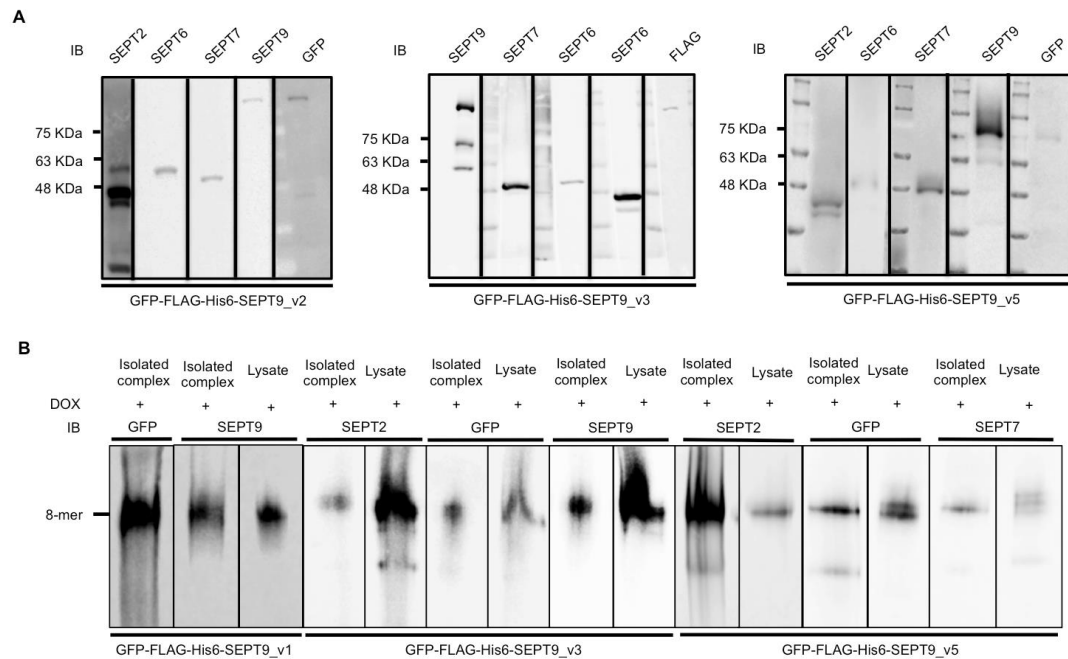 A
IB SEPT2 SEPT6 SEPT7 SEPT9 GFP
75 KDa
63 KDa
48 KDa
GFP-FLAG-His6-SEPT9_v2
IB SEPT9 SEPT7 SEPT6 SEPT6 FLAG
75 KDa
63 KDa
48 KDa
GFP-FLAG-His6-SEPT9_v3
IB SEPT2 SEPT6 SEPT7 SEPT9 GFP
75 KDa
63 KDa
48 KDa
GFP-FLAG-His6-SEPT9_v5
B
Isolated Isolated Lysate Isolated Lysate Isolated Lysate Isolated Lysate Isolated Lysate Isolated Lysate Isolated Lysate
complex complex complex complex complex complex complex complex
DOX + + + + + + + + + + + + + + +
IB GFP SEPT9 SEPT2 GFP SEPT9 SEPT2 GFP SEPT7
8-mer
GFP-FLAG-His6-SEPT9_v1 GFP-FLAG-His6-SEPT9_v3 GFP-FLAG-His6-SEPT9_v5